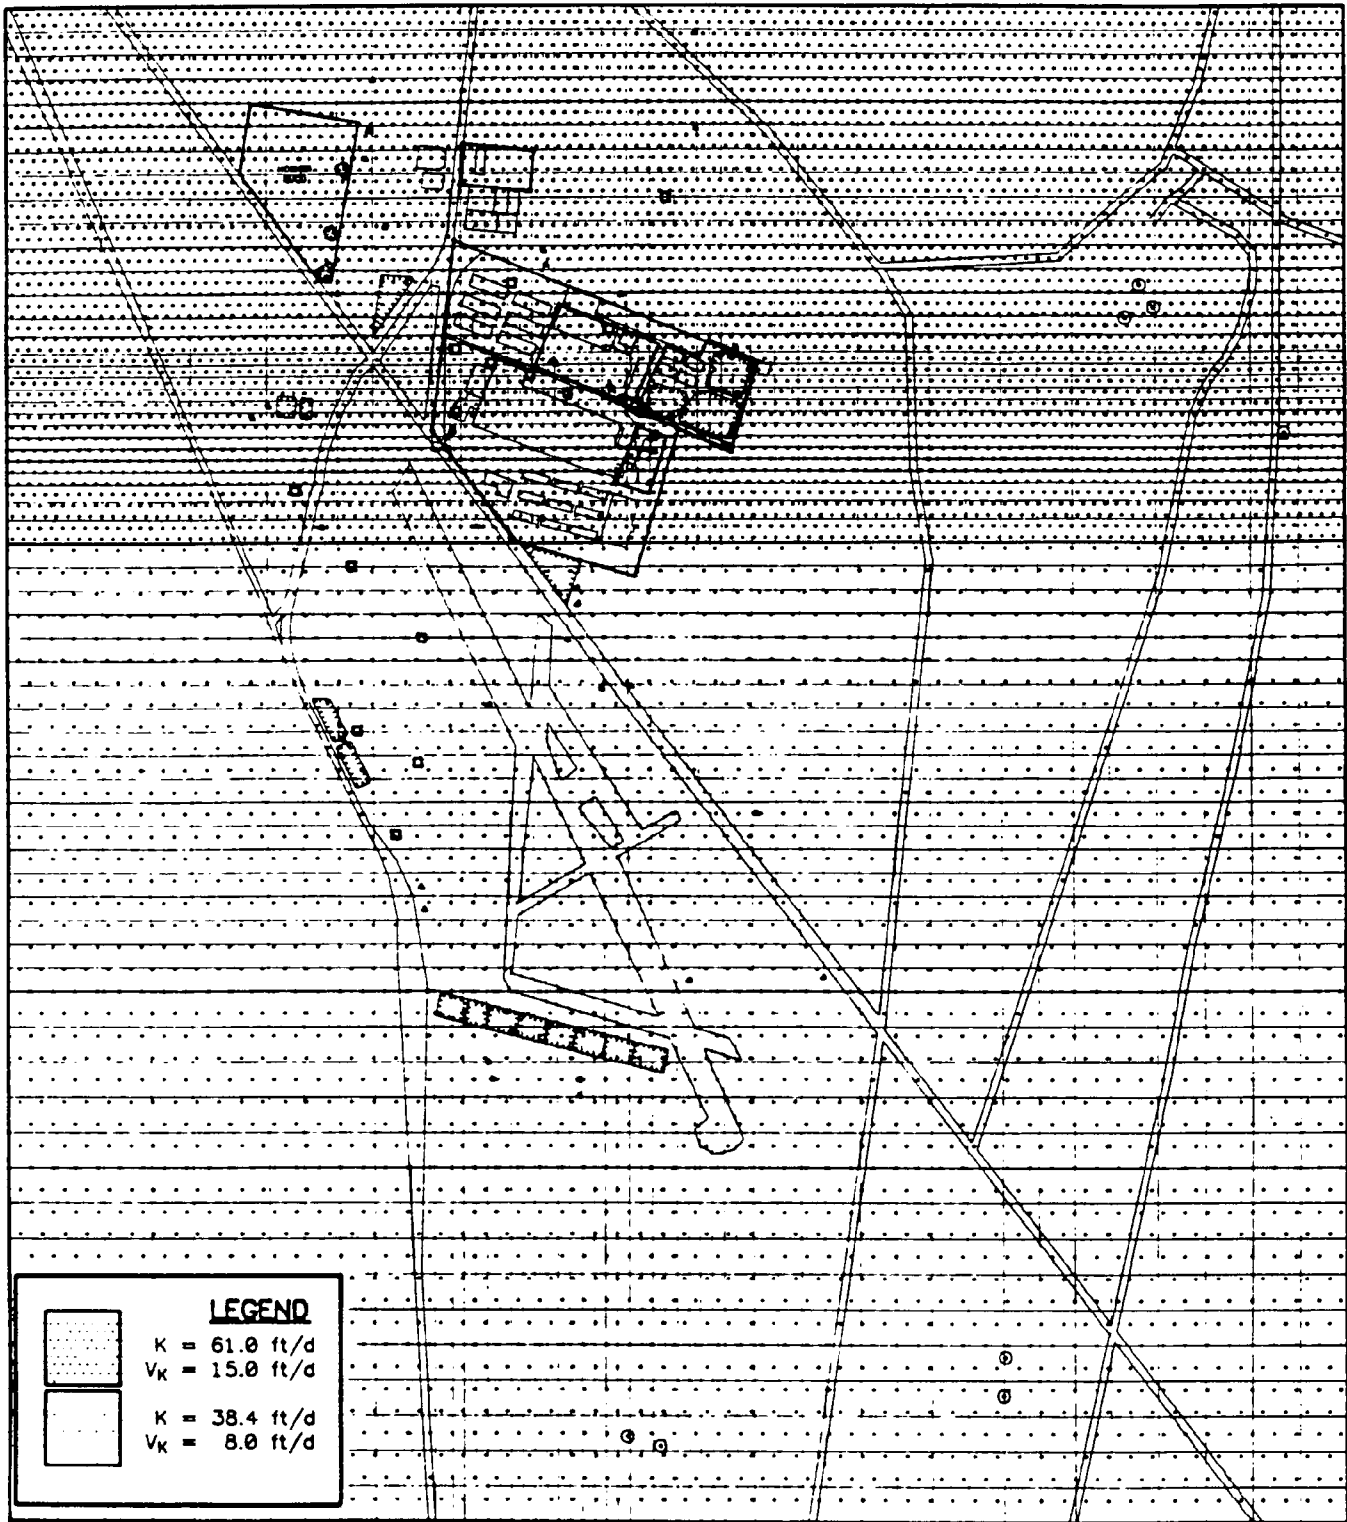 LEGEND
K = 61.0 ft/d
VK = 15.0 ft/d
K = 38.4 ft/d
VK = 8.0 ft/d